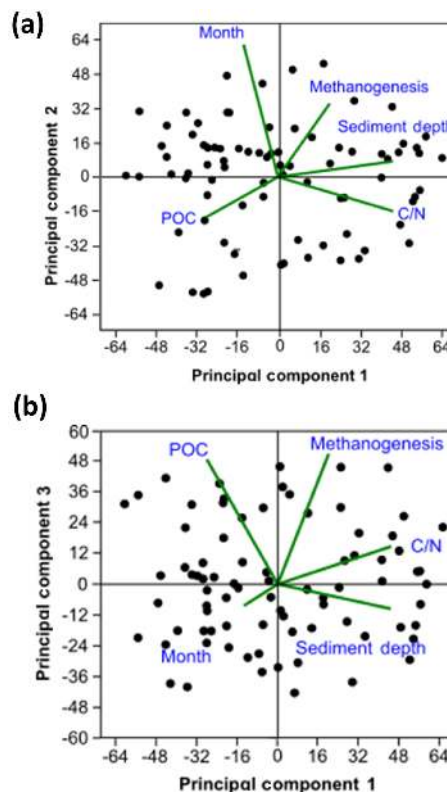 (a)
64
Month
48
Methanogenesis
32
Sediment depth
16
0
-16
POC
C/N
-32
-48
-64
-64 -48 -32 -16 0 16 32 48 64
Principal component 2
Principal component 1
(b)
60
POC
Methanogenesis
48
36
24
C/N
12
0
-12
-24
Month
Sediment depth
-36
-48
-60
-64 -48 -32 -16 0 16 32 48 64
Principal component 3
Principal component 1